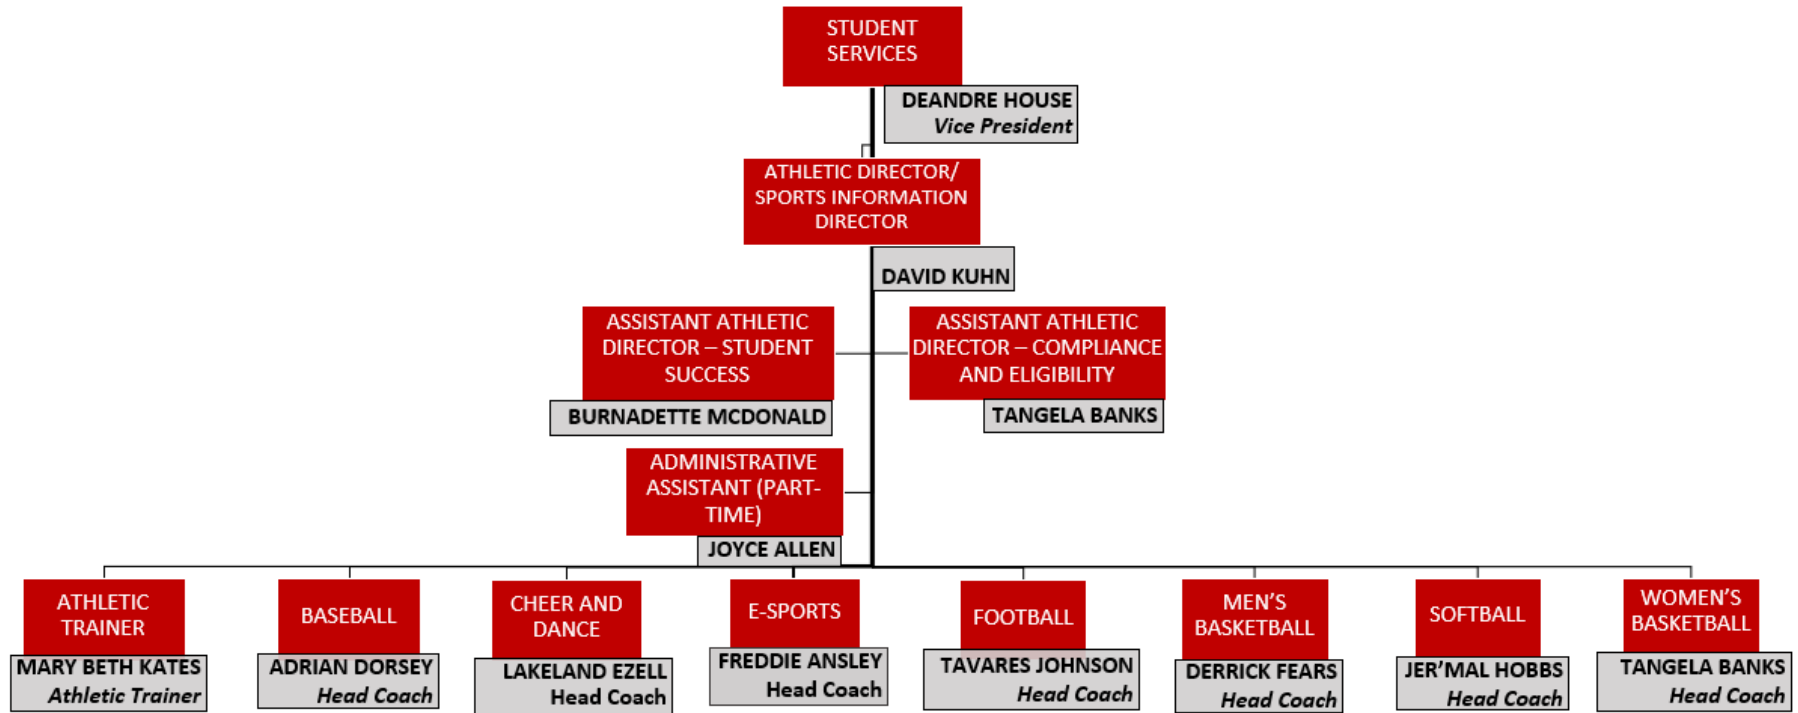 STUDENT
SERVICES
DEANDRE HOUSE
Vice President
ATHLETIC DIRECTOR/
SPORTS INFORMATION
DIRECTOR
DAVID KUHN
ASSISTANT ATHLETIC
DIRECTOR – STUDENT
SUCCESS
BURNADETTE MCDONALD
ASSISTANT ATHLETIC
DIRECTOR – COMPLIANCE
AND ELIGIBILITY
TANGELA BANKS
ADMINISTRATIVE
ASSISTANT (PART-
TIME)
JOYCE ALLEN
ATHLETIC
TRAINER
MARY BETH KATES
Athletic Trainer
BASEBALL
ADRIAN DORSEY
Head Coach
CHEER AND
DANCE
LAKELAND EZELL
Head Coach
E-SPORTS
FREDDIE ANSLEY
Head Coach
FOOTBALL
TAVARES JOHNSON
Head Coach
MEN’S
BASKETBALL
DERRICK FEARS
Head Coach
SOFTBALL
JER’MAL HOBBS
Head Coach
WOMEN’S
BASKETBALL
TANGELA BANKS
Head Coach